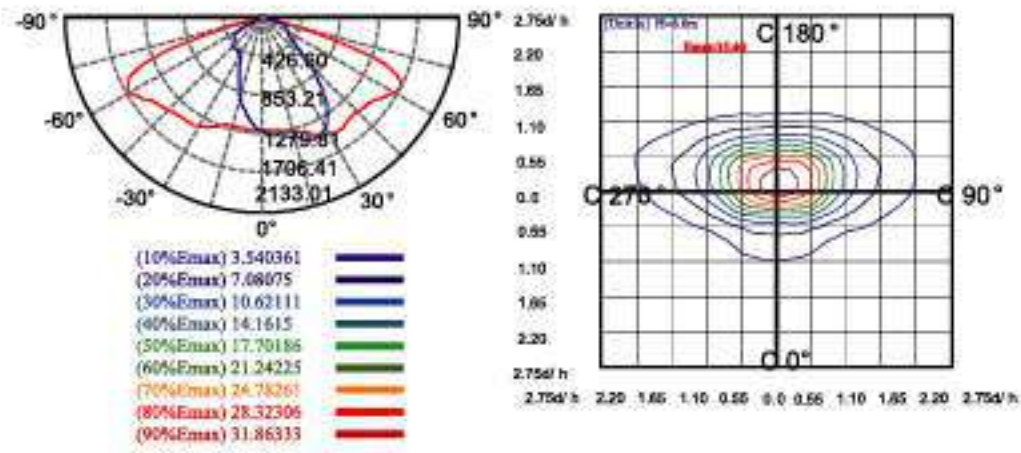 -90°
90°
426.60
853.21
-60°
60°
1279.81
1706.41
-30°
2133.01
30°
0°
(10%Emax) 3.540361
(20%Emax) 7.08075
(30%Emax) 10.62111
(40%Emax) 14.1615
(50%Emax) 17.70186
(60%Emax) 21.24225
(70%Emax) 24.78261
(80%Emax) 28.32306
(90%Emax) 31.86333
2.75d/ h
2.20
1.65
1.10
0.55
0.0
0.55
1.10
1.65
2.20
2.75d/ h
C 180°
C 270°
C 90°
C 0°
2.75d/ h 2.20 1.65 1.10 0.55 0.0 0.55 1.10 1.65 2.20 2.75d/ h